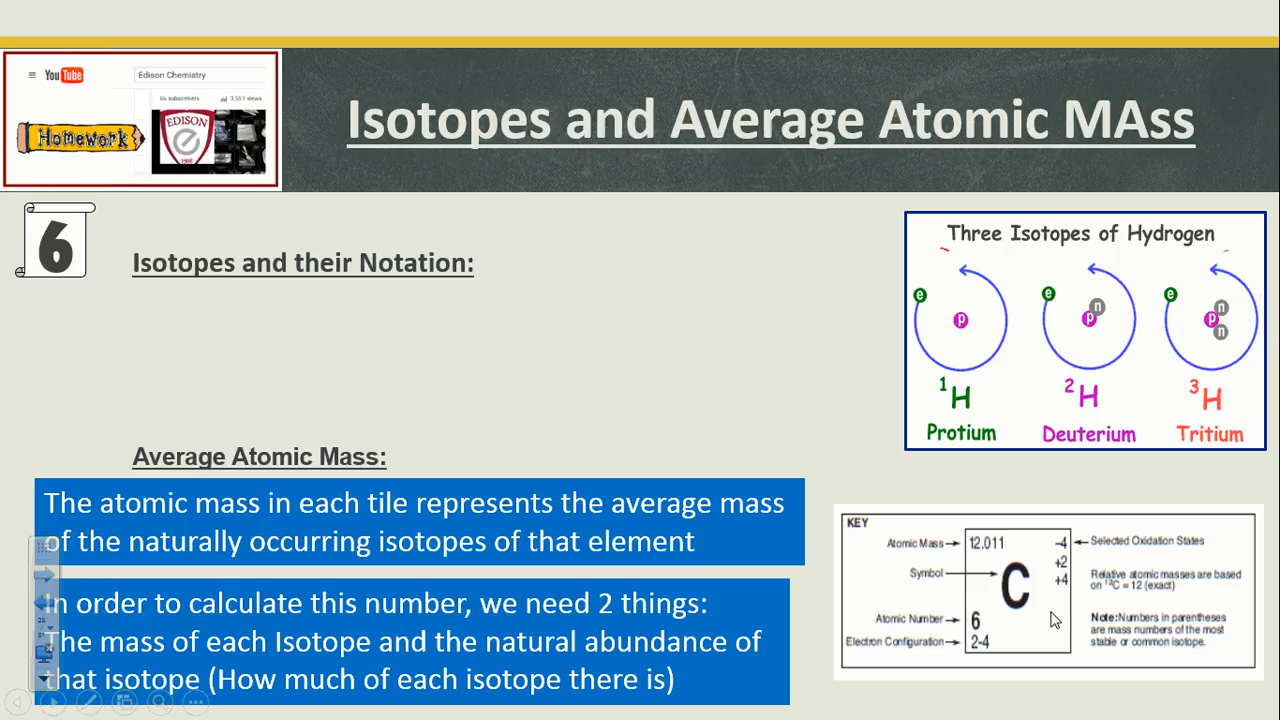 YouTube
Edison Chemistry
66 subscribers 3,551 views
Homework
EDISON
e
1968
Isotopes and Average Atomic MAss
6
Isotopes and their Notation:
Three Isotopes of Hydrogen
e p
e p n
e p n n
1H 2H 3H
Protium Deuterium Tritium
Average Atomic Mass:
The atomic mass in each tile represents the average mass
of the naturally occurring isotopes of that element
In order to calculate this number, we need 2 things:
The mass of each Isotope and the natural abundance of
that isotope (How much of each isotope there is)
KEY
Atomic Mass 12.011 –4 Selected Oxidation States
+2
+4
Symbol C
Relative atomic masses are based
on 12C = 12 (exact)
Atomic Number 6
Electron Configuration 2-4
Note: Numbers in parentheses
are mass numbers of the most
stable or common isotope.